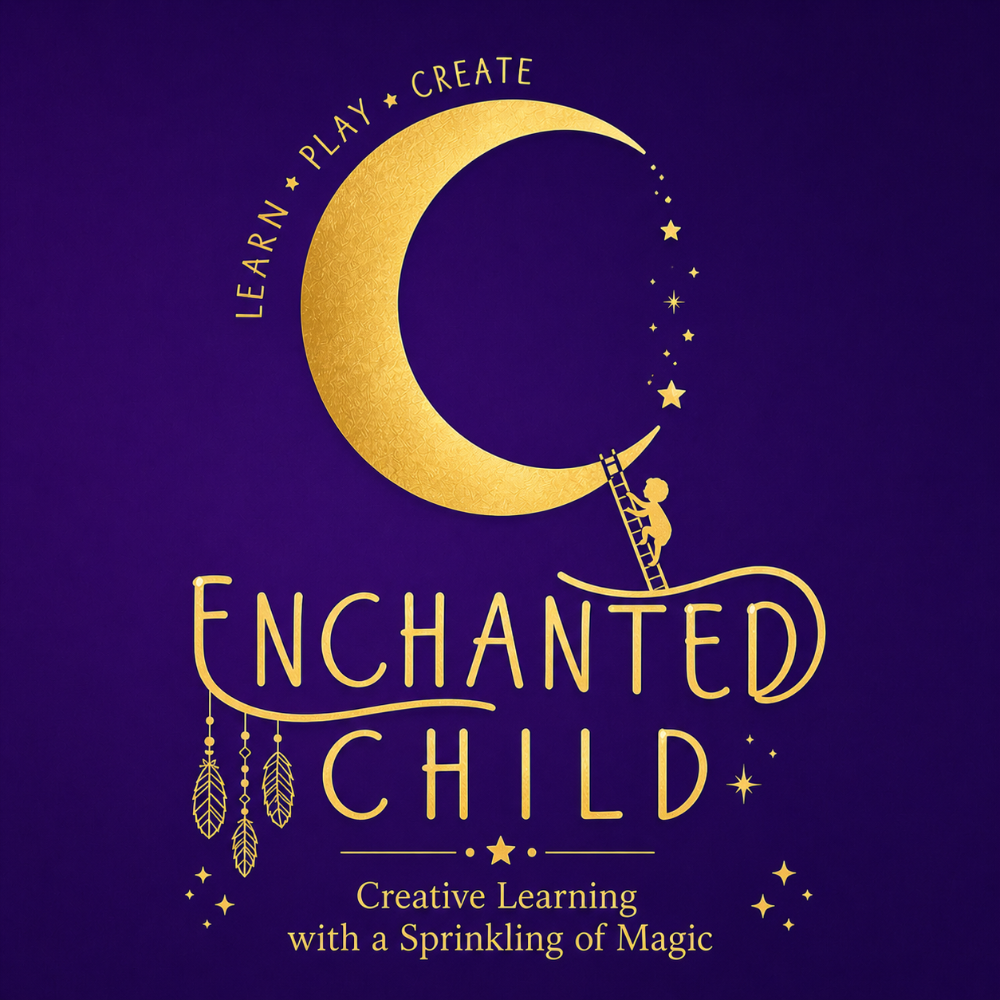 LEARN ★ PLAY ★ CREATE
ENCHANTED
CHILD
Creative Learning
with a Sprinkling of Magic